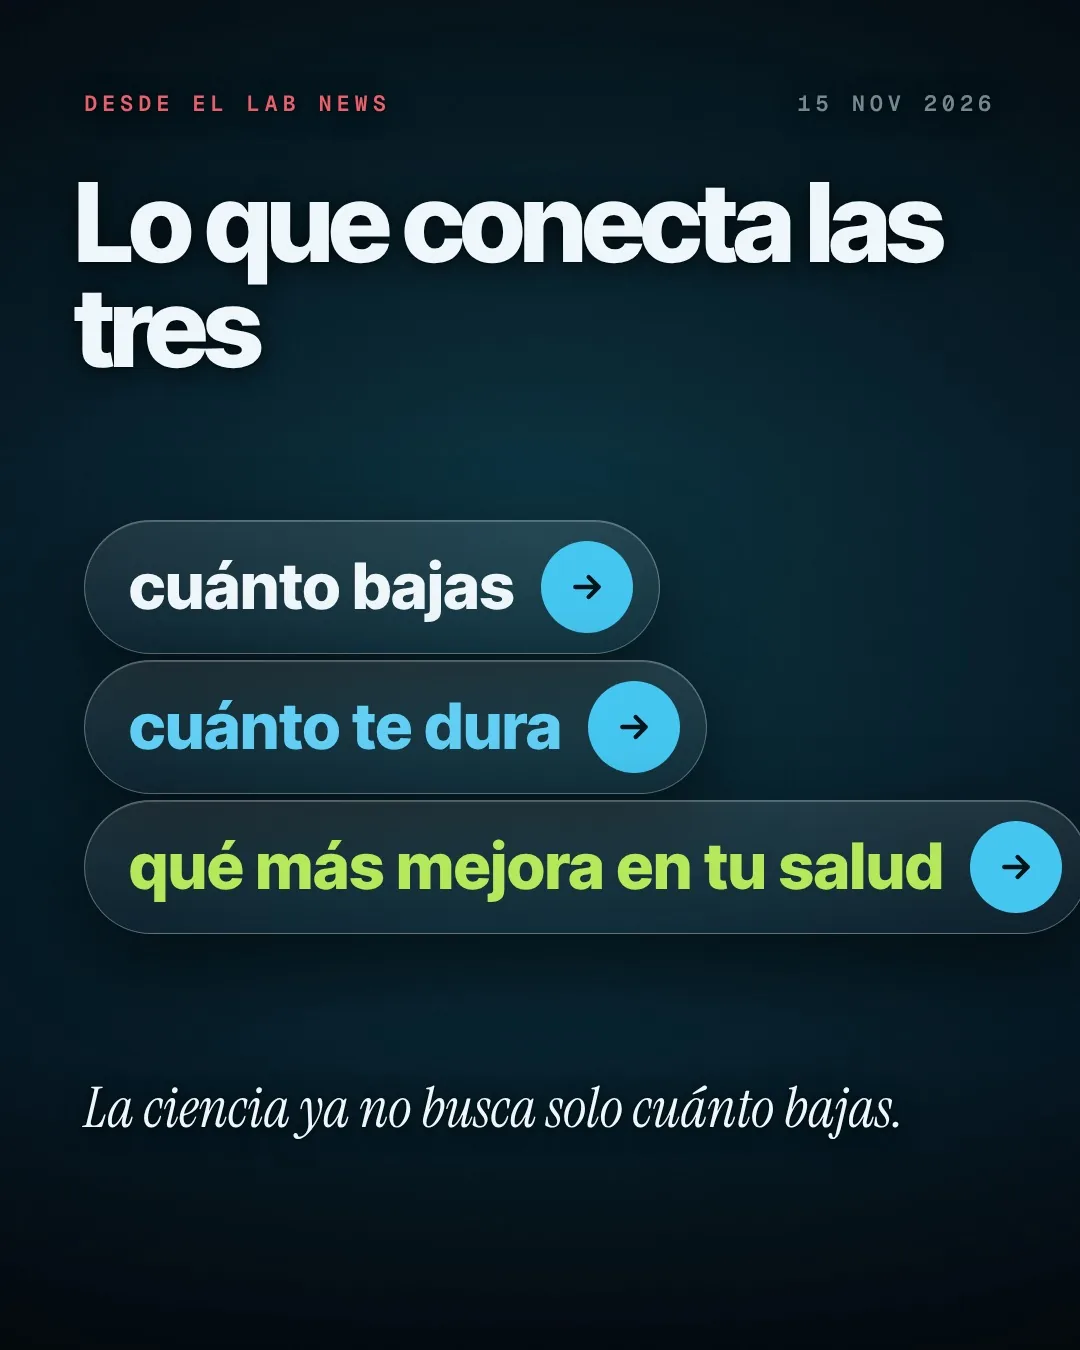 DESDE EL LAB NEWS
15 NOV 2026
Lo que conecta las
tres
cuánto bajas
cuánto te dura
qué más mejora en tu salud
La ciencia ya no busca solo cuánto bajas.